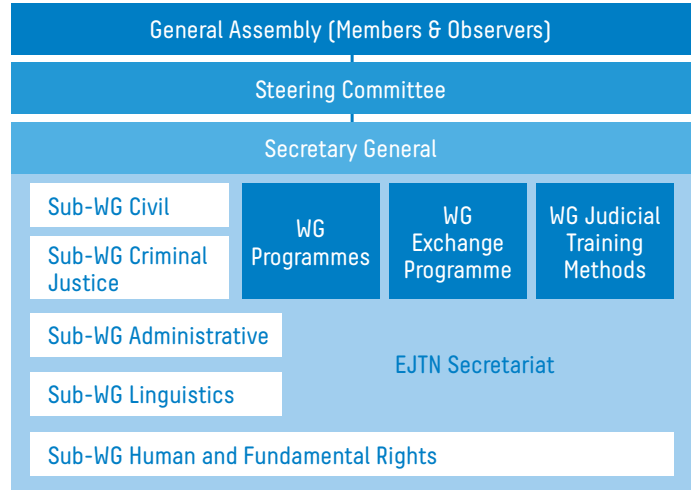 General Assembly (Members & Observers)
Steering Committee
Secretary General
Sub-WG Civil
Sub-WG Criminal
Justice
WG
Programmes
WG
Exchange
Programme
WG Judicial
Training
Methods
Sub-WG Administrative
Sub-WG Linguistics
EJTN Secretariat
Sub-WG Human and Fundamental Rights